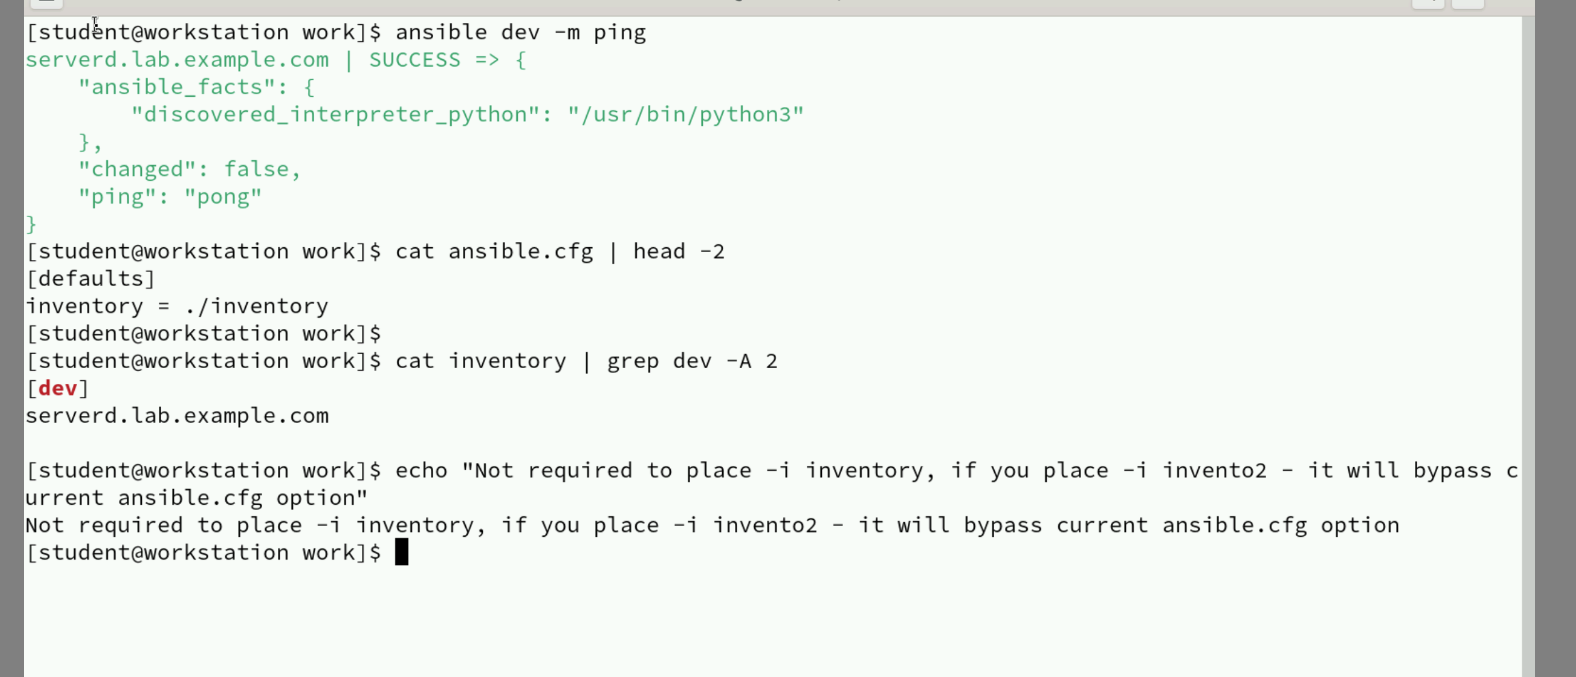 [student@workstation work]$ ansible dev -m ping
serverd.lab.example.com | SUCCESS => {
    "ansible_facts": {
        "discovered_interpreter_python": "/usr/bin/python3"
    },
    "changed": false,
    "ping": "pong"
}
[student@workstation work]$ cat ansible.cfg | head -2
[defaults]
inventory = ./inventory
[student@workstation work]$
[student@workstation work]$ cat inventory | grep dev -A 2
[dev]
serverd.lab.example.com
[student@workstation work]$ echo "Not required to place -i inventory, if you place -i invento2 - it will bypass c
urrent ansible.cfg option"
Not required to place -i inventory, if you place -i invento2 - it will bypass current ansible.cfg option
[student@workstation work]$